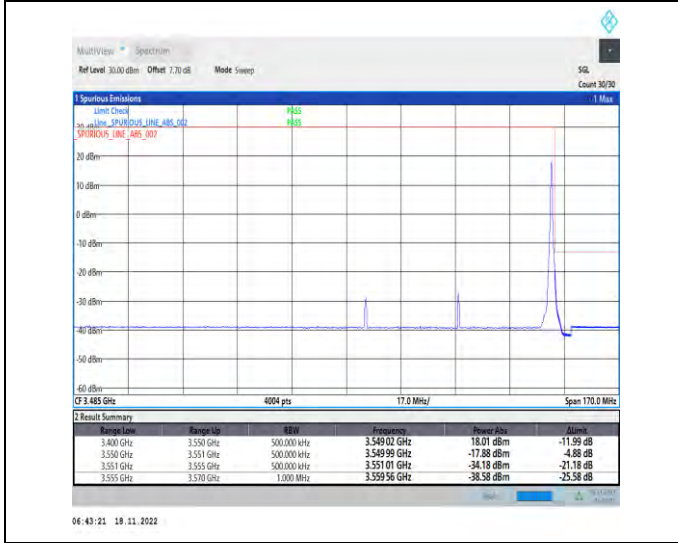 MultiView Spectrum
Ref Level 30.00 dBm Offset 7.70 dB Mode Sweep SGL
Count 30/30
1 Spurious Emissions 1 Max
Limit Check PASS
Line _SPURIOUS_LINE_ABS_002 PASS
_SPURIOUS_LINE_ABS_002
20 dBm
10 dBm
0 dBm
-10 dBm
-20 dBm
-30 dBm
-40 dBm
-50 dBm
-60 dBm
CF 3.485 GHz 4004 pts 17.0 MHz/ Span 170.0 MHz
2 Result Summary
Range Low Range Up RBW Frequency Power Abs ΔLimit
3.400 GHz 3.550 GHz 500.000 kHz 3.549 02 GHz 18.01 dBm -11.99 dB
3.550 GHz 3.551 GHz 500.000 kHz 3.549 99 GHz -17.88 dBm -4.88 dB
3.551 GHz 3.555 GHz 500.000 kHz 3.551 01 GHz -34.18 dBm -21.18 dB
3.555 GHz 3.570 GHz 1.000 MHz 3.559 56 GHz -38.58 dBm -25.58 dB
06:43:21 18.11.2022